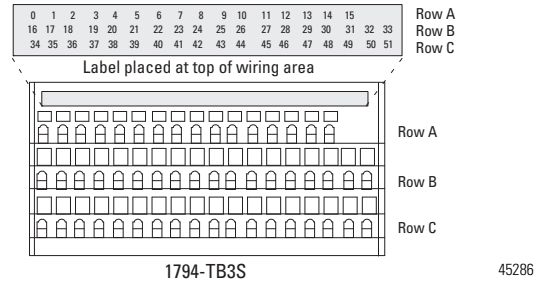 0 1 2 3 4 5 6 7 8 9 10 11 12 13 14 15 Row A
16 17 18 19 20 21 22 23 24 25 26 27 28 29 30 31 32 33 Row B
34 35 36 37 38 39 40 41 42 43 44 45 46 47 48 49 50 51 Row C
Label placed at top of wiring area
Row A
Row B
Row C
1794-TB3S
45286